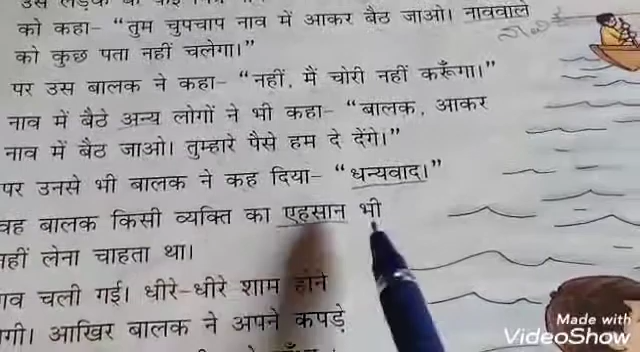 को कहा- “तुम चुपचाप नाव में आकर बैठ जाओ। नाववाले
को कुछ पता नहीं चलेगा।”
पर उस बालक ने कहा- “नहीं, मैं चोरी नहीं करूँगा।”
नाव में बैठे अन्य लोगों ने भी कहा- “बालक, आकर
नाव में बैठ जाओ। तुम्हारे पैसे हम दे देंगे।”
पर उनसे भी बालक ने कह दिया- “धन्यवाद।”
वह बालक किसी व्यक्ति का एहसान भी
नहीं लेना चाहता था।
नाव चली गई। धीरे-धीरे शाम होने
लगी। आखिर बालक ने अपने कपड़े
Made with
VideoShow